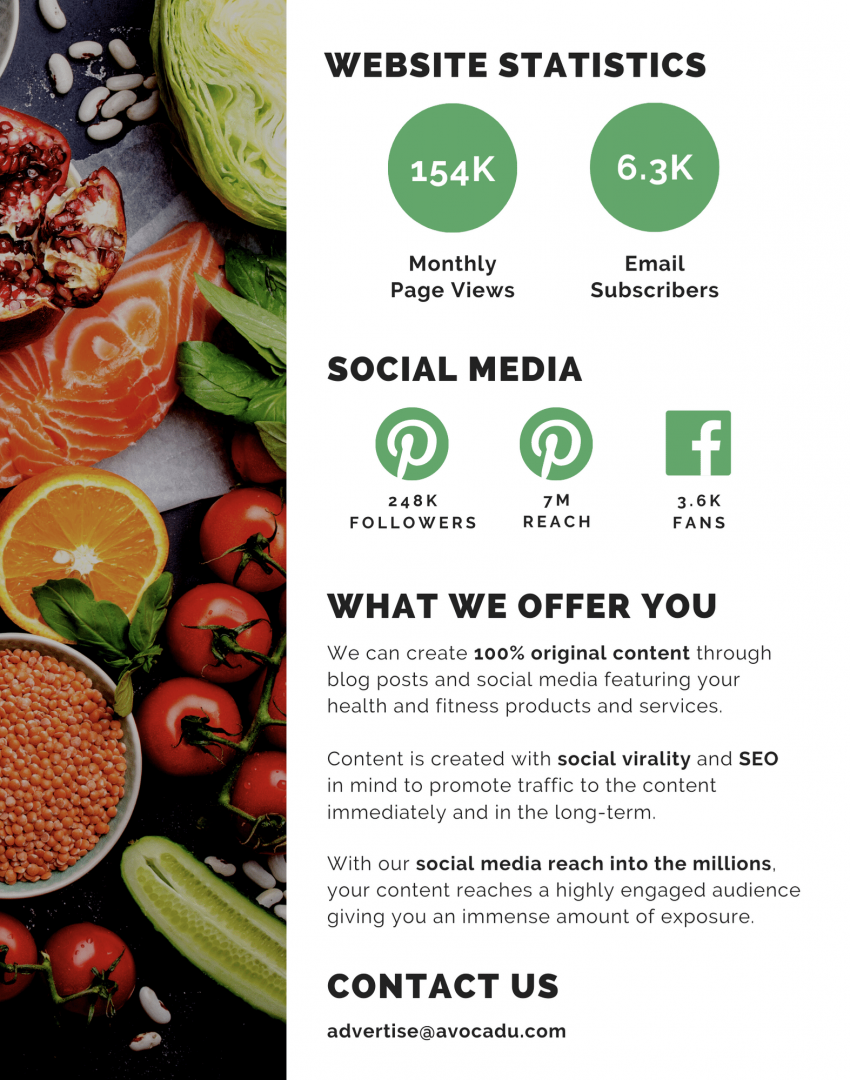 WEBSITE STATISTICS
154K
6.3K
Monthly
Page Views
Email
Subscribers
SOCIAL MEDIA
248K
FOLLOWERS
7M
REACH
3.6K
FANS
WHAT WE OFFER YOU
We can create 100% original content through
blog posts and social media featuring your
health and fitness products and services.
Content is created with social virality and SEO
in mind to promote traffic to the content
immediately and in the long-term.
With our social media reach into the millions,
your content reaches a highly engaged audience
giving you an immense amount of exposure.
CONTACT US
advertise@avocadu.com